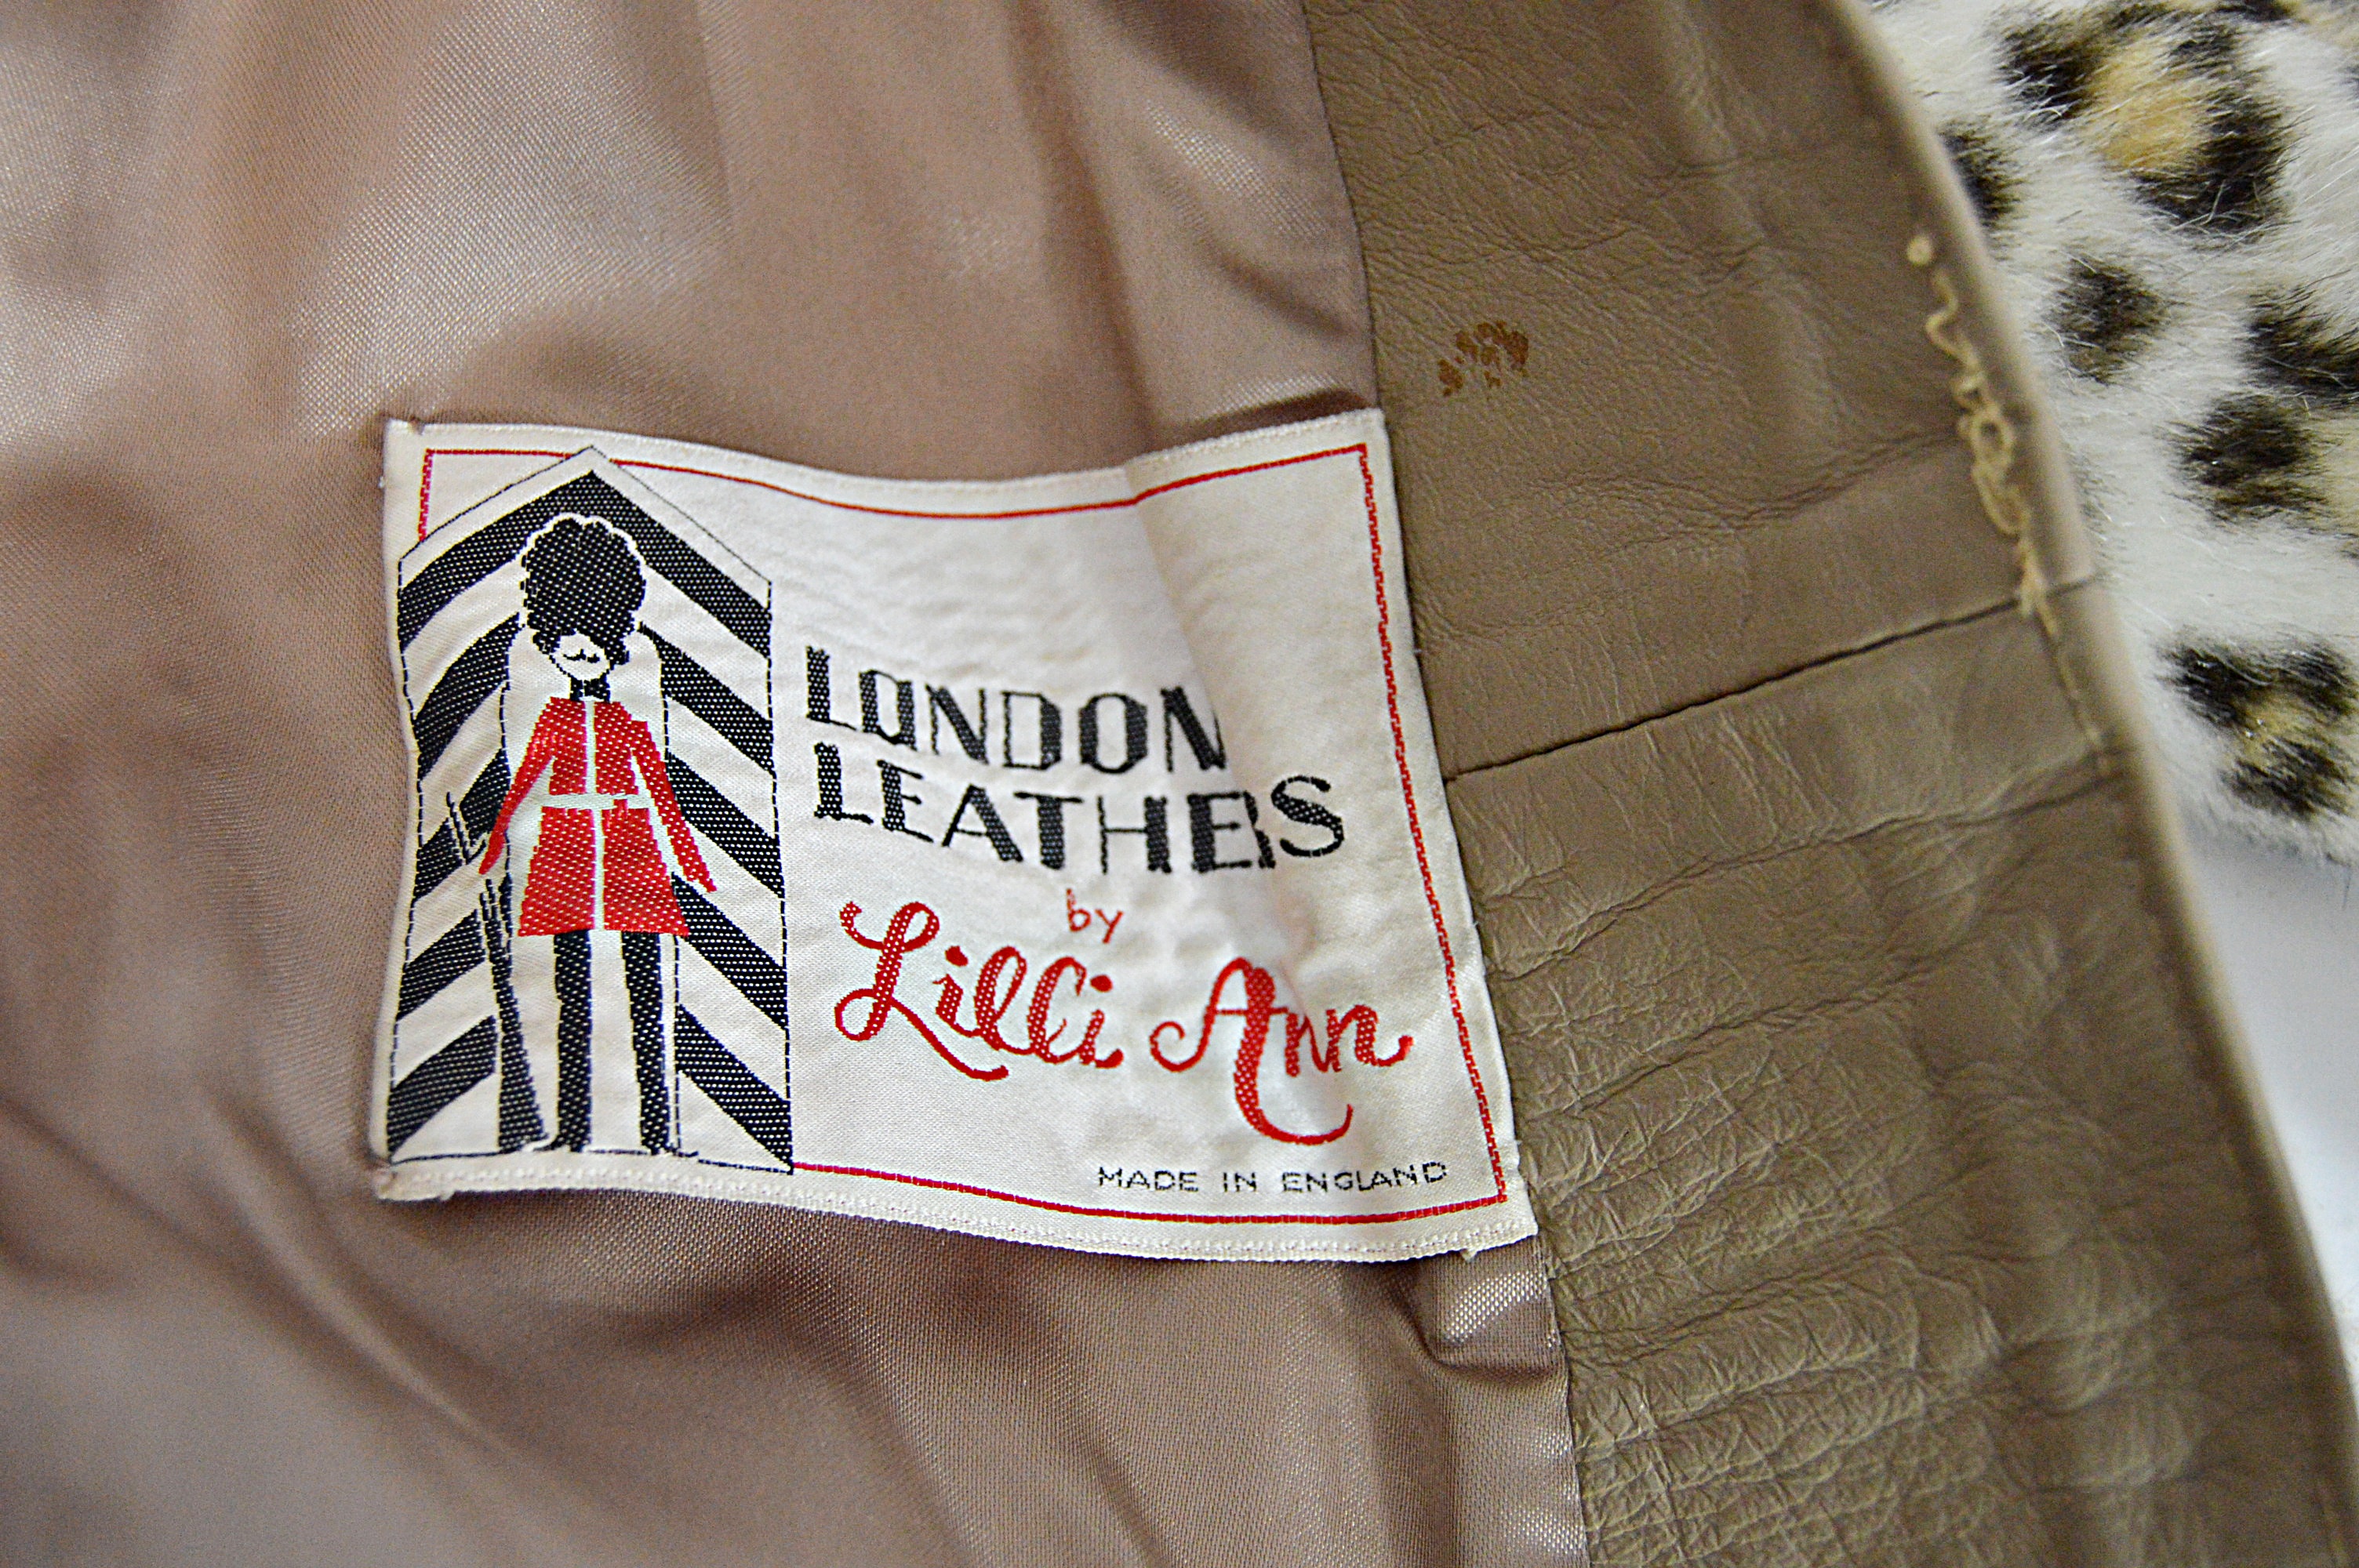 LONDON
LEATHERS
by
Lilli Ann
MADE IN ENGLAND